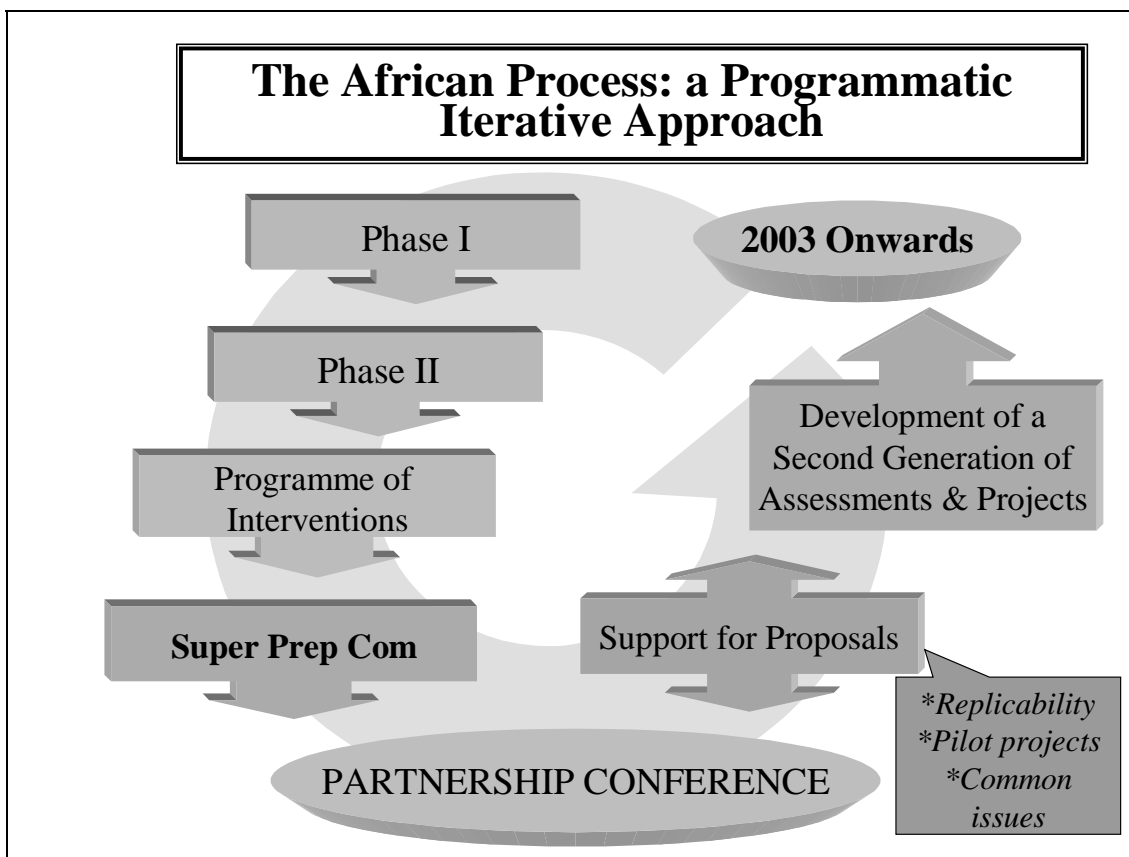 The African Process: a Programmatic
Iterative Approach
Phase I
Phase II
Programme of
Interventions
Super Prep Com
PARTNERSHIP CONFERENCE
Support for Proposals
*Replicability
*Pilot projects
*Common
issues
Development of a
Second Generation of
Assessments & Projects
2003 Onwards